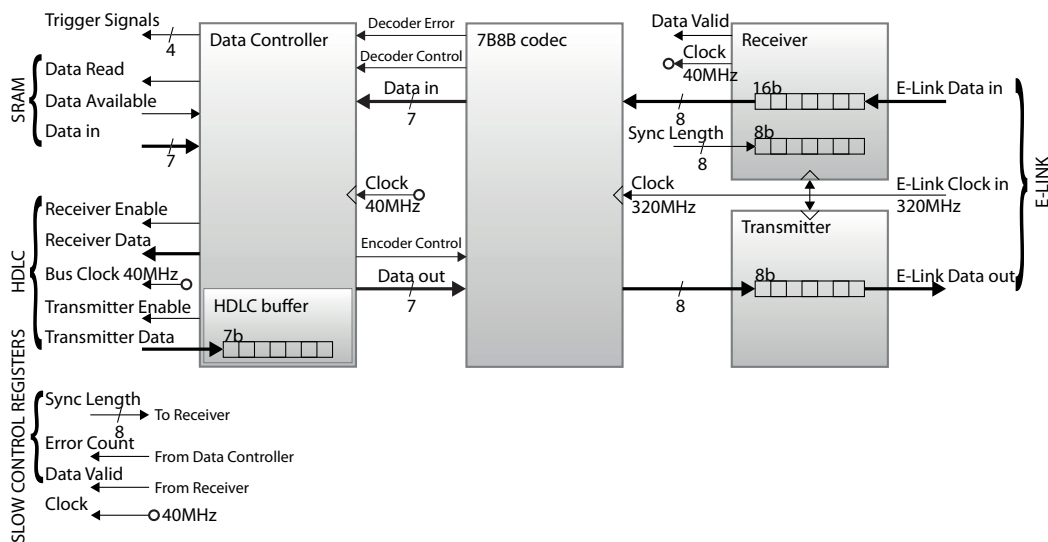 Trigger Signals
4
SRAM
Data Read
Data Available
Data in
7
HDLC
Receiver Enable
Receiver Data
Bus Clock 40MHz
Transmitter Enable
Transmitter Data
Data Controller
Clock
40MHz
HDLC buffer
7b
Decoder Error
Decoder Control
Data in
7
Encoder Control
Data out
7
7B8B codec
Clock
320MHz
8
Sync Length
8
8
Data Valid
Clock
40MHz
Receiver
16b
8b
Transmitter
8b
E-Link Data in
E-Link Clock in
320MHz
E-Link Data out
E-LINK
SLOW CONTROL REGISTERS
Sync Length
8
To Receiver
Error Count
From Data Controller
Data Valid
From Receiver
Clock
40MHz